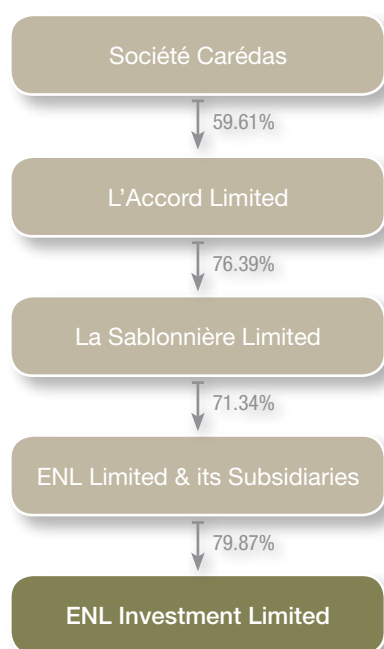 Société Carédas
59.61%
L'Accord Limited
76.39%
La Sablonnière Limited
71.34%
ENL Limited & its Subsidiaries
79.87%
ENL Investment Limited